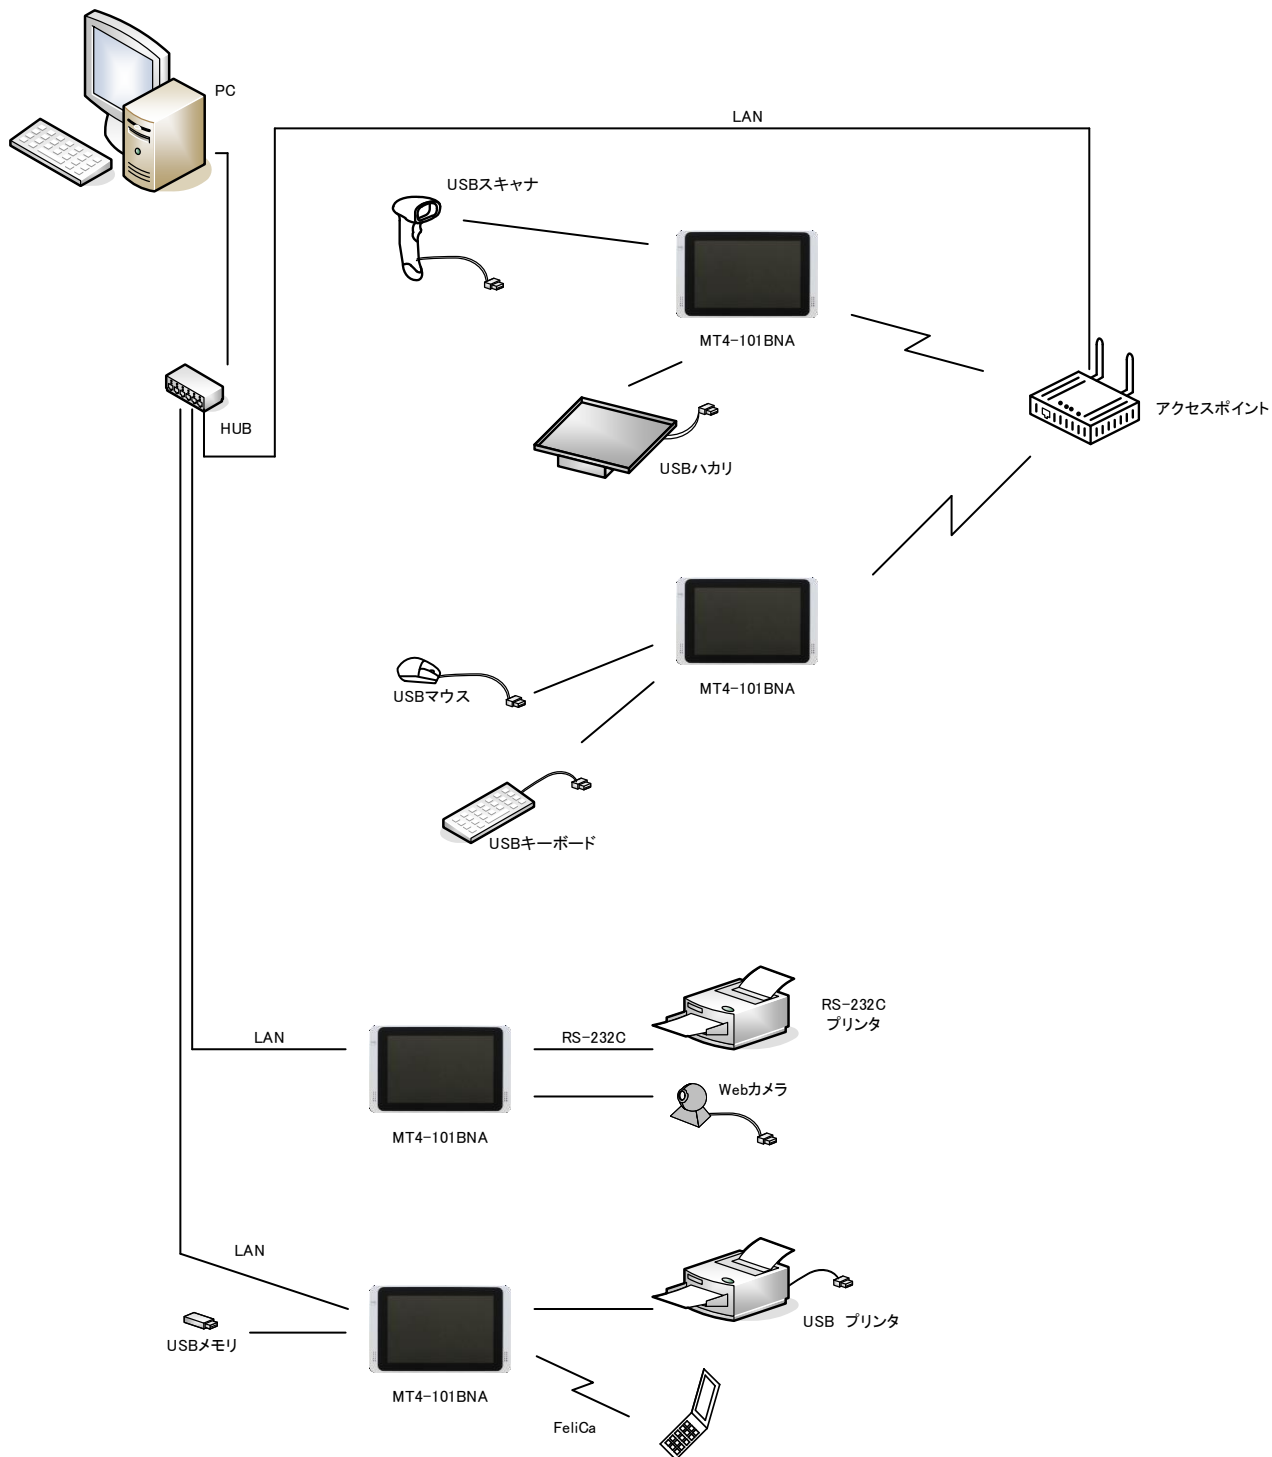 PC
LAN
USBスキャナ
MT4-101BNA
アクセスポイント
HUB
USBハカリ
MT4-101BNA
USBマウス
USBキーボード
RS-232C
プリンタ
LAN
RS-232C
Webカメラ
MT4-101BNA
LAN
USB プリンタ
USBメモリ
MT4-101BNA
FeliCa